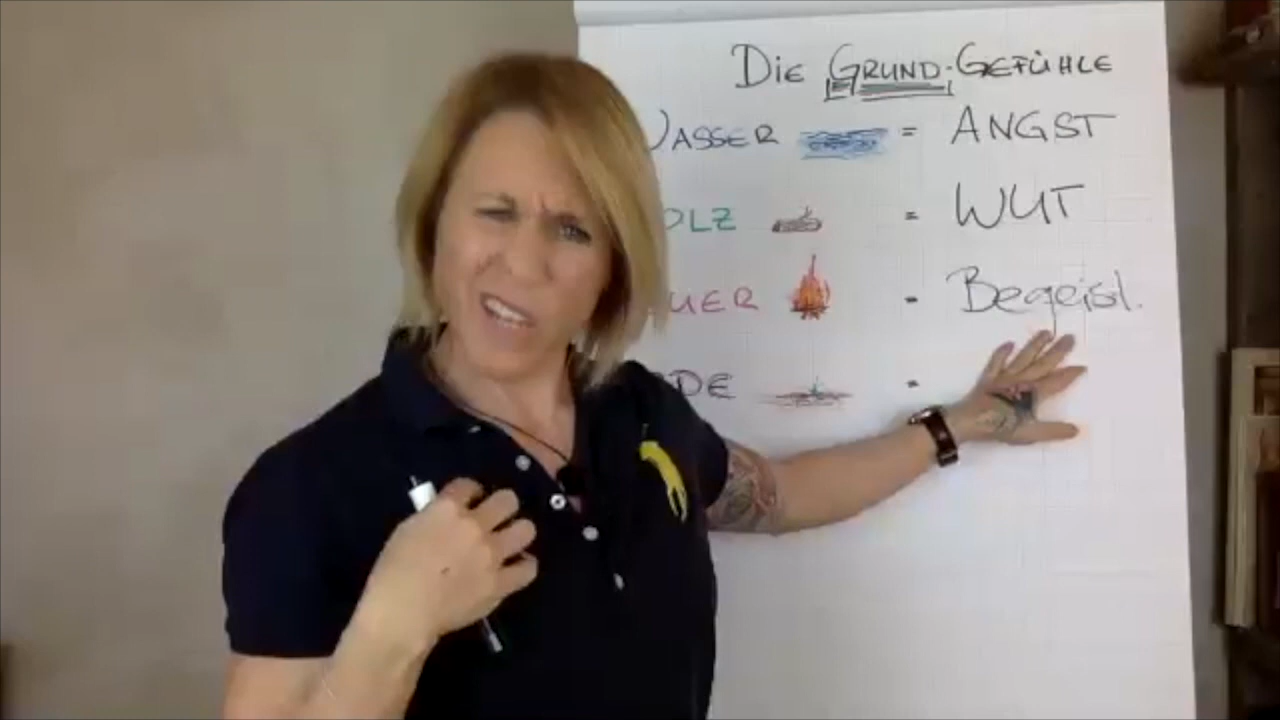 Die GRUND-GEFÜHLE
WASSER = ANGST
OLZ = WUT
UER = Begeist.
DE =